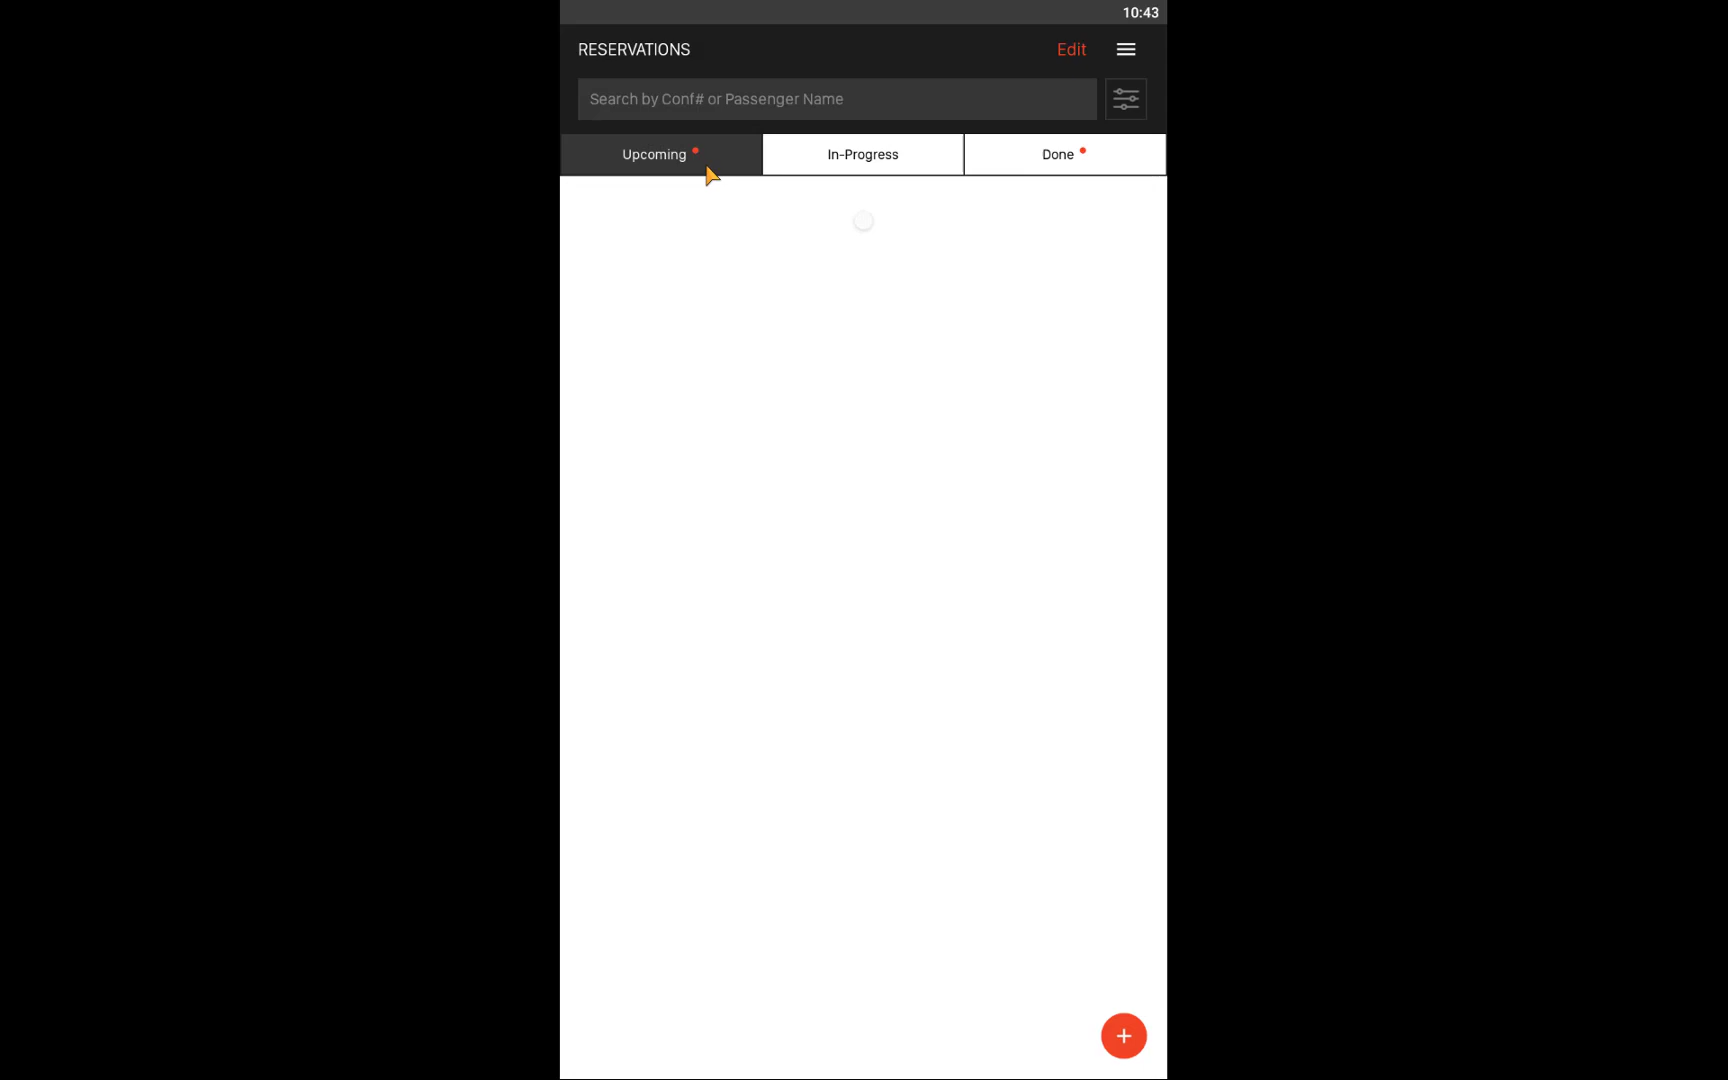 10:43
RESERVATIONS
Edit
Search by Conf# or Passenger Name
Upcoming
In-Progress
Done